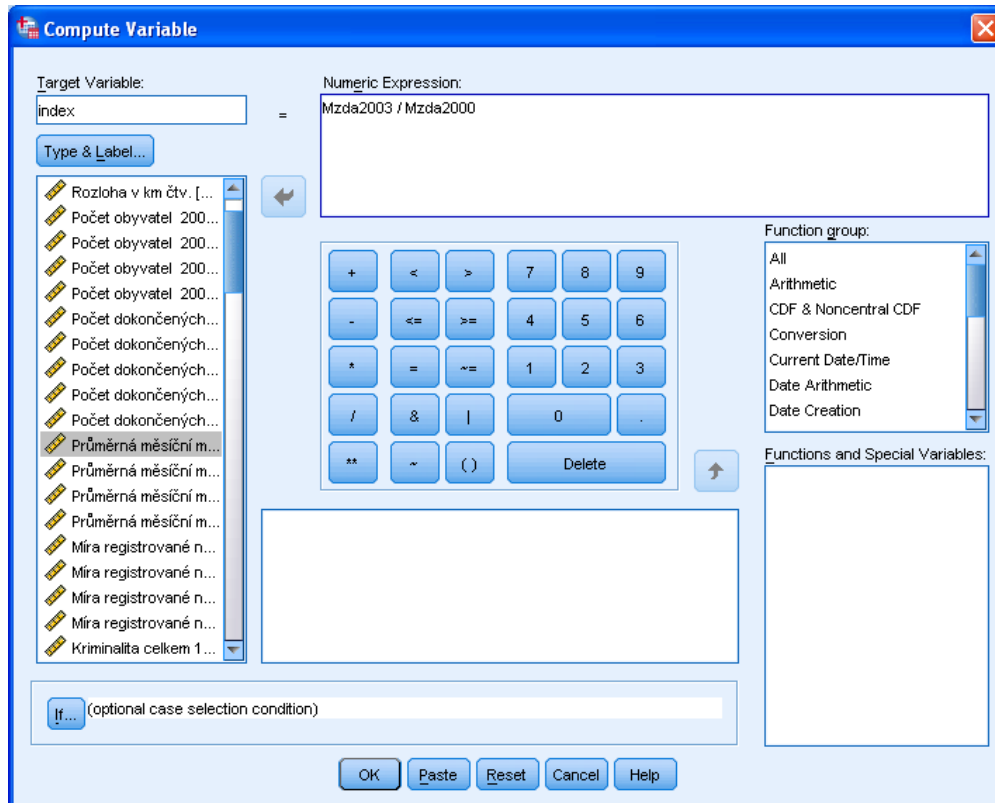 Compute Variable
Target Variable:
index
=
Numeric Expression:
Mzda2003 / Mzda2000
Type & Label...
Rozloha v km čtv. [...
Počet obyvatel 200...
Počet obyvatel 200...
Počet obyvatel 200...
Počet obyvatel 200...
Počet dokončených...
Počet dokončených...
Počet dokončených...
Počet dokončených...
Počet dokončených...
Průměrná měsíční m...
Průměrná měsíční m...
Průměrná měsíční m...
Průměrná měsíční m...
Míra registrované n...
Míra registrované n...
Míra registrované n...
Míra registrované n...
Kriminalita celkem 1...
+ < > 7 8 9
- <= >= 4 5 6
* = ~= 1 2 3
/ & | 0 .
** ~ ( ) Delete
Function group:
All
Arithmetic
CDF & Noncentral CDF
Conversion
Current Date/Time
Date Arithmetic
Date Creation
Functions and Special Variables:
If... (optional case selection condition)
OK Paste Reset Cancel Help